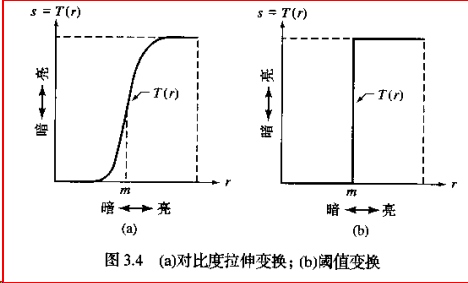 s = T(r)
s = T(r)
亮
暗
T(r)
亮
暗
T(r)
m
r
m
r
暗 亮
暗 亮
(a)
(b)
图 3.4 (a)对比度拉伸变换；(b)阈值变换